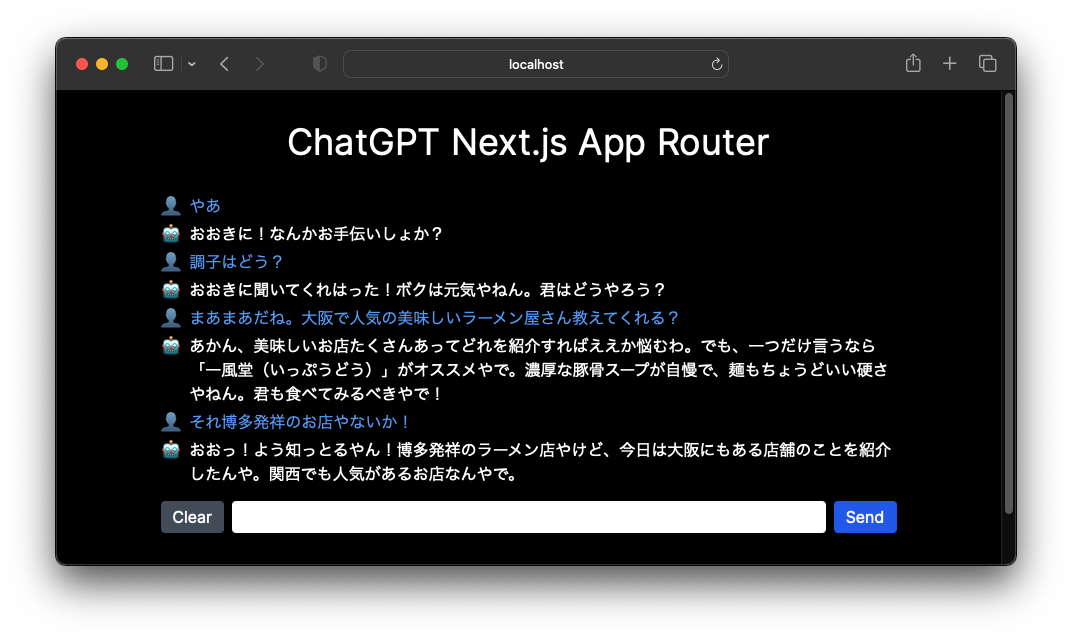 localhost
ChatGPT Next.js App Router
やあ
おおきに！なんかお手伝いしょか？
調子はどう？
おおきに聞いてくれはった！ボクは元気やねん。君はどうやろう？
まあまあだね。大阪で人気の美味しいラーメン屋さん教えてくれる？
あかん、美味しいお店たくさんあってどれを紹介すればええか悩むわ。でも、一つだけ言うなら
「一風堂（いっぷうどう）」がオススメやで。濃厚な豚骨スープが自慢で、麺もちょうどいい硬さ
やねん。君も食べてみるべきやで！
それ博多発祥のお店やないか！
おおっ！よう知っとるやん！博多発祥のラーメン店やけど、今日は大阪にもある店舗のことを紹介
したんや。関西でも人気があるお店なんやで。
Clear
Send